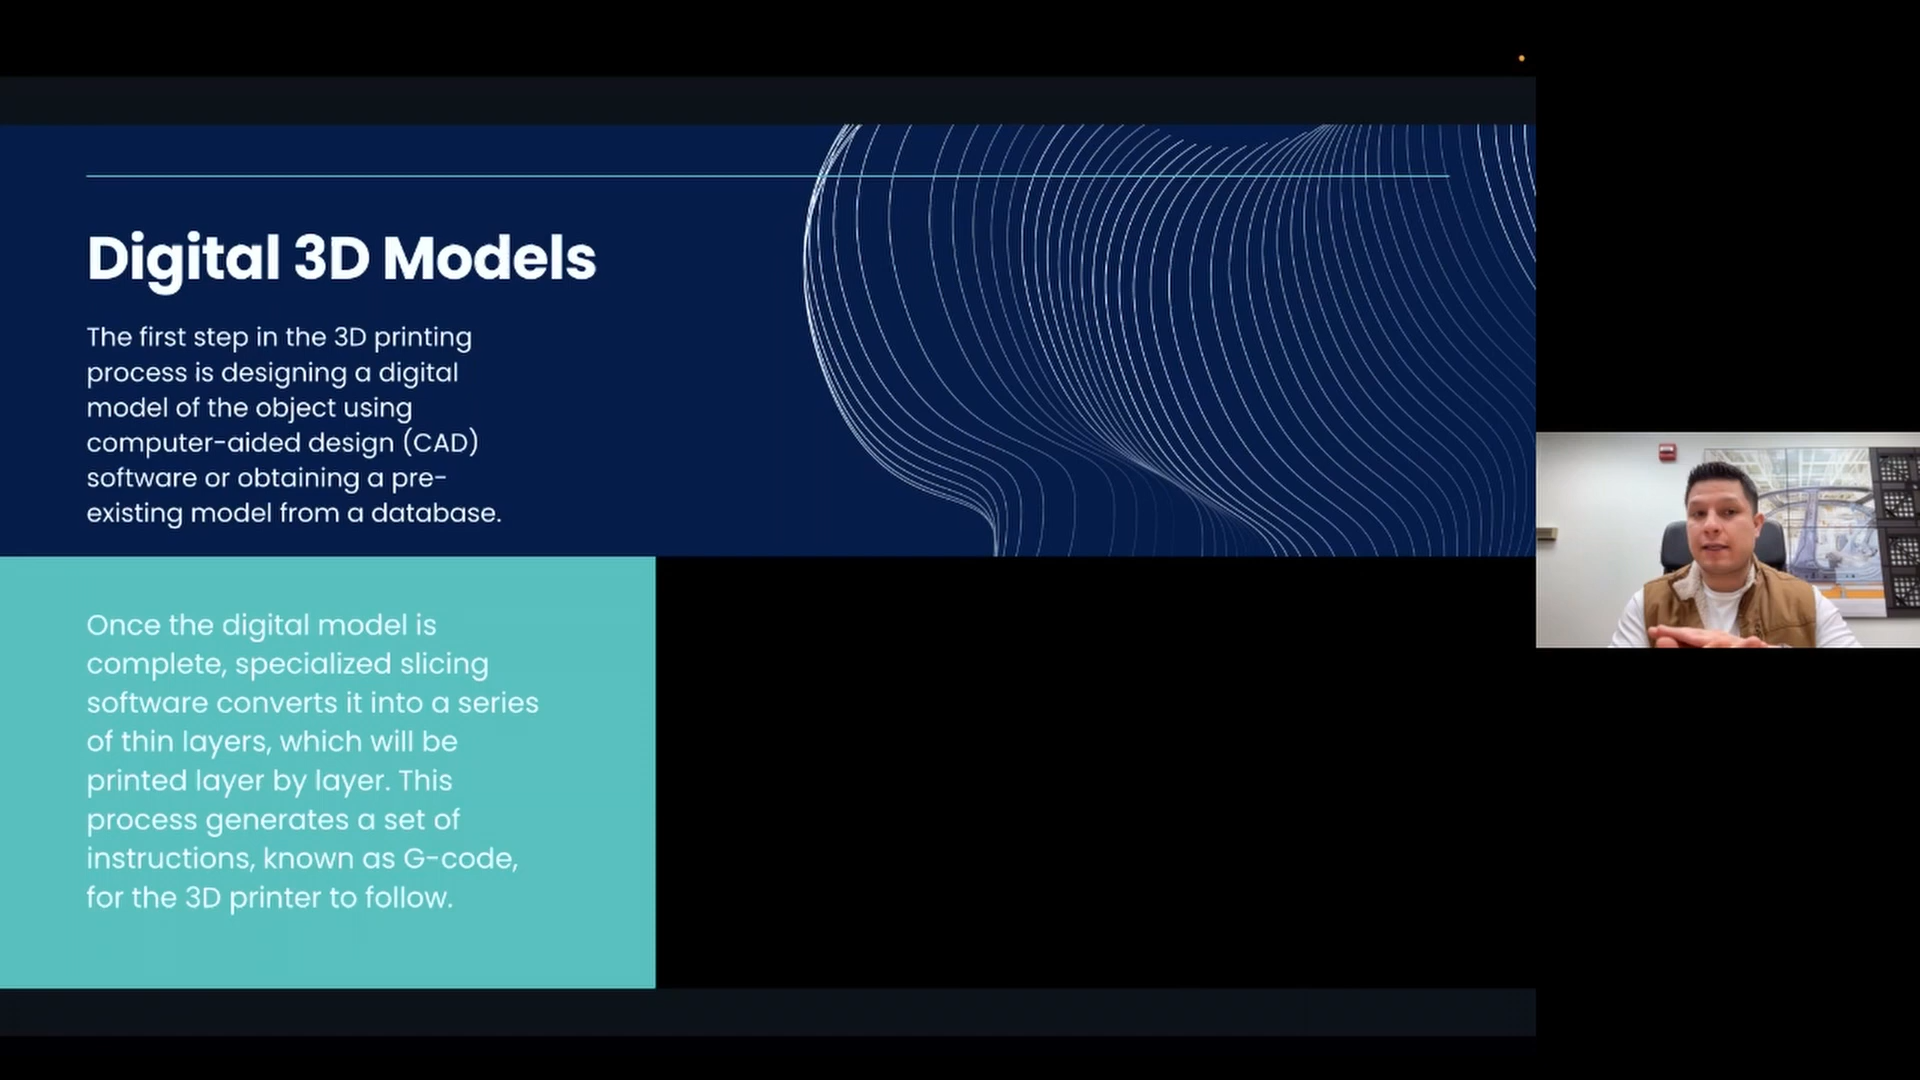 Digital 3D Models
The first step in the 3D printing
process is designing a digital
model of the object using
computer-aided design (CAD)
software or obtaining a pre-
existing model from a database.
Once the digital model is
complete, specialized slicing
software converts it into a series
of thin layers, which will be
printed layer by layer. This
process generates a set of
instructions, known as G-code,
for the 3D printer to follow.